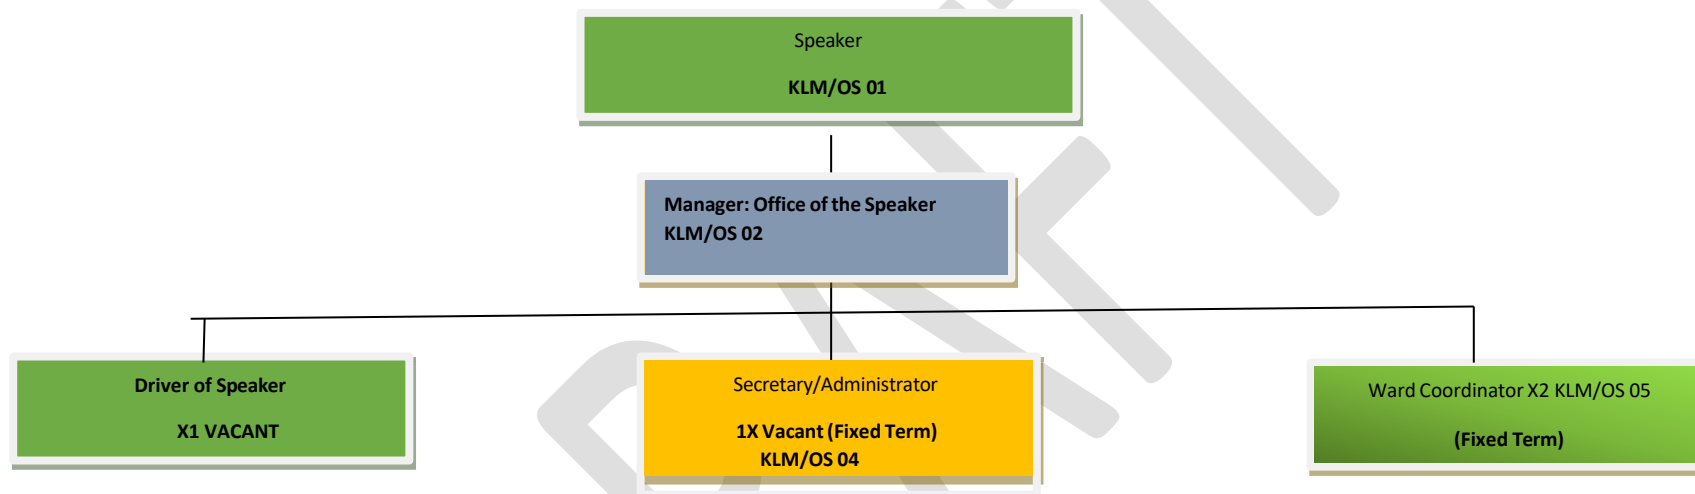 Speaker
KLM/OS 01
Manager: Office of the Speaker
KLM/OS 02
Driver of Speaker
X1 VACANT
Secretary/Administrator
1X Vacant (Fixed Term)
KLM/OS 04
Ward Coordinator X2 KLM/OS 05
(Fixed Term)